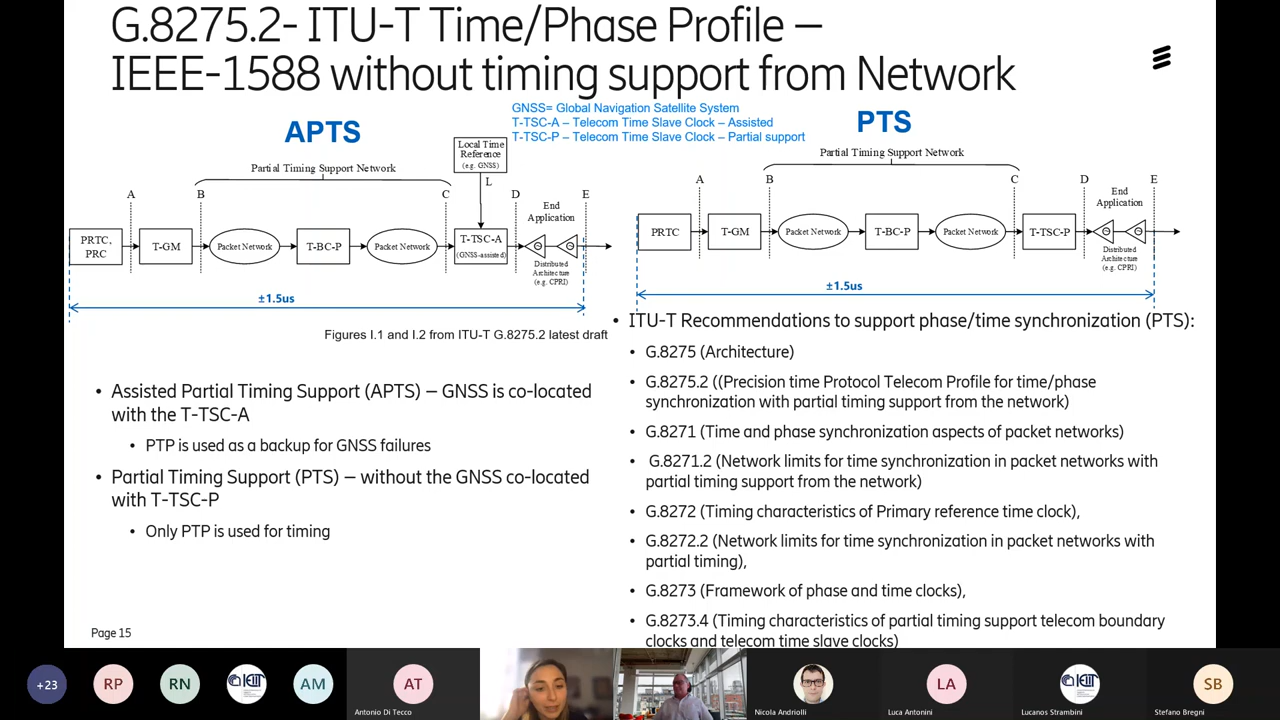 G.8275.2- ITU-T Time/Phase Profile –
IEEE-1588 without timing support from Network
GNSS= Global Navigation Satellite System
T-TSC-A – Telecom Time Slave Clock – Assisted
T-TSC-P – Telecom Time Slave Clock – Partial support
APTS
Partial Timing Support Network
Local Time
Reference
(e.g. GNSS)
L
A
B
C
D
E
End
Application
PRTC,
PRC
T-GM
Packet Network
T-BC-P
Packet Network
T-TSC-A
(GNSS-assisted)
Distributed
Architecture
(e.g. CPRI)
±1.5us
PTS
Partial Timing Support Network
A
B
C
D
E
End
Application
PRTC
T-GM
Packet Network
T-BC-P
Packet Network
T-TSC-P
Distributed
Architecture
(e.g. CPRI)
±1.5us
Figures I.1 and I.2 from ITU-T G.8275.2 latest draft
• Assisted Partial Timing Support (APTS) – GNSS is co-located
with the T-TSC-A
• PTP is used as a backup for GNSS failures
• Partial Timing Support (PTS) – without the GNSS co-located
with T-TSC-P
• Only PTP is used for timing
• ITU-T Recommendations to support phase/time synchronization (PTS):
• G.8275 (Architecture)
• G.8275.2 ((Precision time Protocol Telecom Profile for time/phase
synchronization with partial timing support from the network)
• G.8271 (Time and phase synchronization aspects of packet networks)
• G.8271.2 (Network limits for time synchronization in packet networks with
partial timing support from the network)
• G.8272 (Timing characteristics of Primary reference time clock),
• G.8272.2 (Network limits for time synchronization in packet networks with
partial timing),
• G.8273 (Framework of phase and time clocks),
• G.8273.4 (Timing characteristics of partial timing support telecom boundary
clocks and telecom time slave clocks)
Page 15
+23
RP
RN
IEIIT
AM
AT
Antonio Di Tecco
Nicola Andriolli
LA
Luca Antonini
IEIIT
Lucanos Strambini
SB
Stefano Bregni